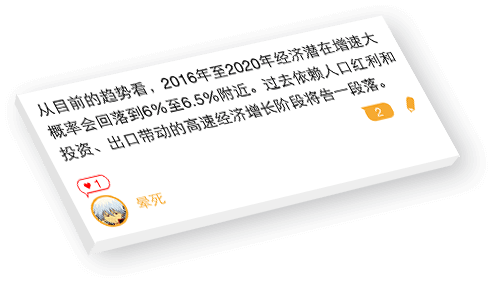 从目前的趋势看，2016年至2020年经济潜在增速大
概率会回落到6%至6.5%附近。过去依赖人口红利和
投资、出口带动的高速经济增长阶段将告一段落。
2
1
晕死